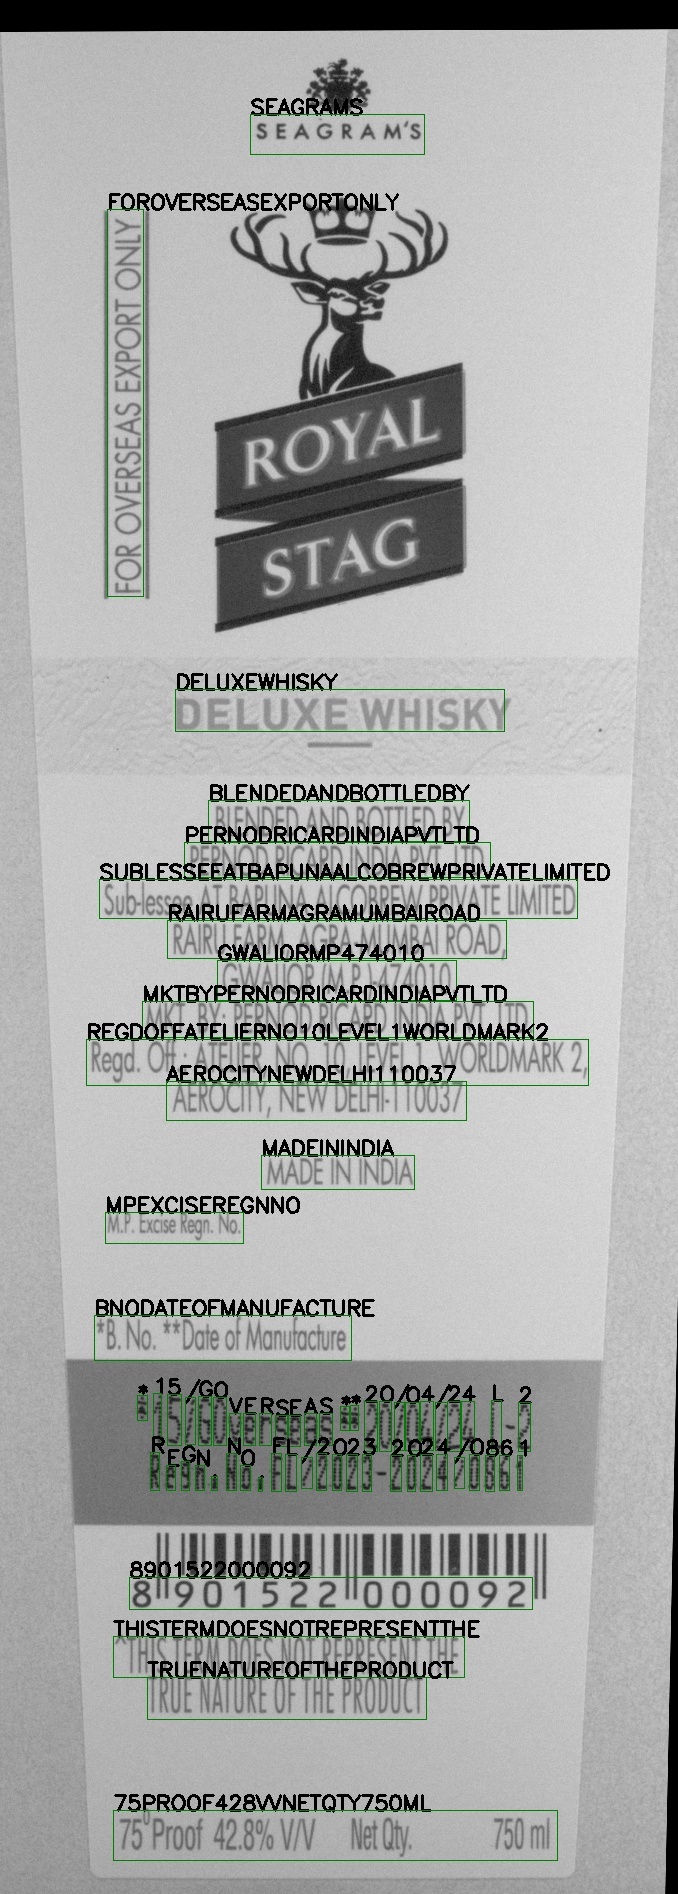 SEAGRAMS
SEAGRAM'S
FOROVERSEASEXPORTONLY
FOR OVERSEAS EXPORT ONLY
ROYAL
STAG
DELUXEWHISKY
DELUXE WHISKY
BLENDEDANDBOTTLEDBY
BLENDED AND BOTTLED BY
PERNODRICARDINDIAPVTLTD
SUBLESSEEATBAPUNAALCOBREWPRIVATELIMITED
Sub-lessee AT BAPUNA ALCOBREW PRIVATE LIMITED
RAIRUFARMAGRAMUMBAIROAD
RAIRU FARM, AGRA MUMBAI ROAD,
GWALIORMP474010
GWALIOR (M.P.) 474010
MKTBYPERNODRICARDINDIAPVTLTD
MKT. BY: PERNOD RICARD INDIA PVT. LTD.
REGDOFFATELIERNO10LEVEL1WORLDMARK2
Regd. Off.: ATELIER, NO. 10, LEVEL 1, WORLDMARK 2,
AEROCITYNEWDELHI110037
AEROCITY, NEW DELHI-110037
MADEININDIA
MADE IN INDIA
MPEXCISEREGNNO
M.P. Excise Regn. No.
BNODATEOFMANUFACTURE
*B. No. **Date of Manufacture
* 15 /GO VERSEAS ** 20/04/24 L 2
*15/GOverseas **20/04/24 L-2
REGN NO FL/2023 2024/0861
Regn.No.FL/2023-2024/0861
8901522000092
8 901522 000092
THISTERMDOESNOTREPRESENTTHE
^THIS TERM DOES NOT REPRESENT THE
TRUENATUREOFTHEPRODUCT
TRUE NATURE OF THE PRODUCT
75PROOF428VVNETQTY750ML
75° Proof 42.8% V/V Net Qty. 750 ml